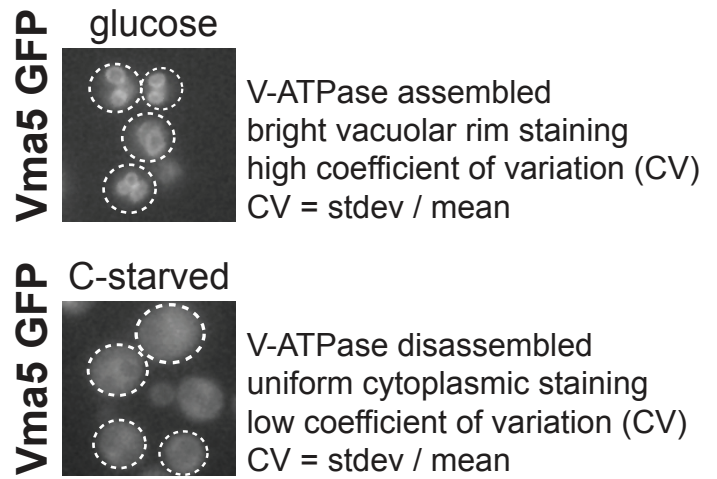 Vma5 GFP
glucose
V-ATPase assembled
bright vacuolar rim staining
high coefficient of variation (CV)
CV = stdev / mean
Vma5 GFP
C-starved
V-ATPase disassembled
uniform cytoplasmic staining
low coefficient of variation (CV)
CV = stdev / mean